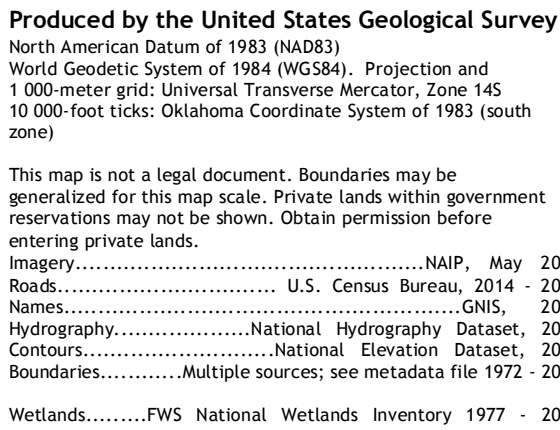 Produced by the United States Geological Survey
North American Datum of 1983 (NAD83)
World Geodetic System of 1984 (WGS84).  Projection and
1 000-meter grid: Universal Transverse Mercator, Zone 14S
10 000-foot ticks: Oklahoma Coordinate System of 1983 (south
zone)
This map is not a legal document. Boundaries may be
generalized for this map scale. Private lands within government
reservations may not be shown. Obtain permission before
entering private lands.
Imagery.................................................NAIP, May 20
Roads.............................. U.S. Census Bureau, 2014 - 20
Names........................................................GNIS, 20
Hydrography...................National Hydrography Dataset, 20
Contours..........................National Elevation Dataset, 20
Boundaries...........Multiple sources; see metadata file 1972 - 20
Wetlands.........FWS National Wetlands Inventory 1977 - 20